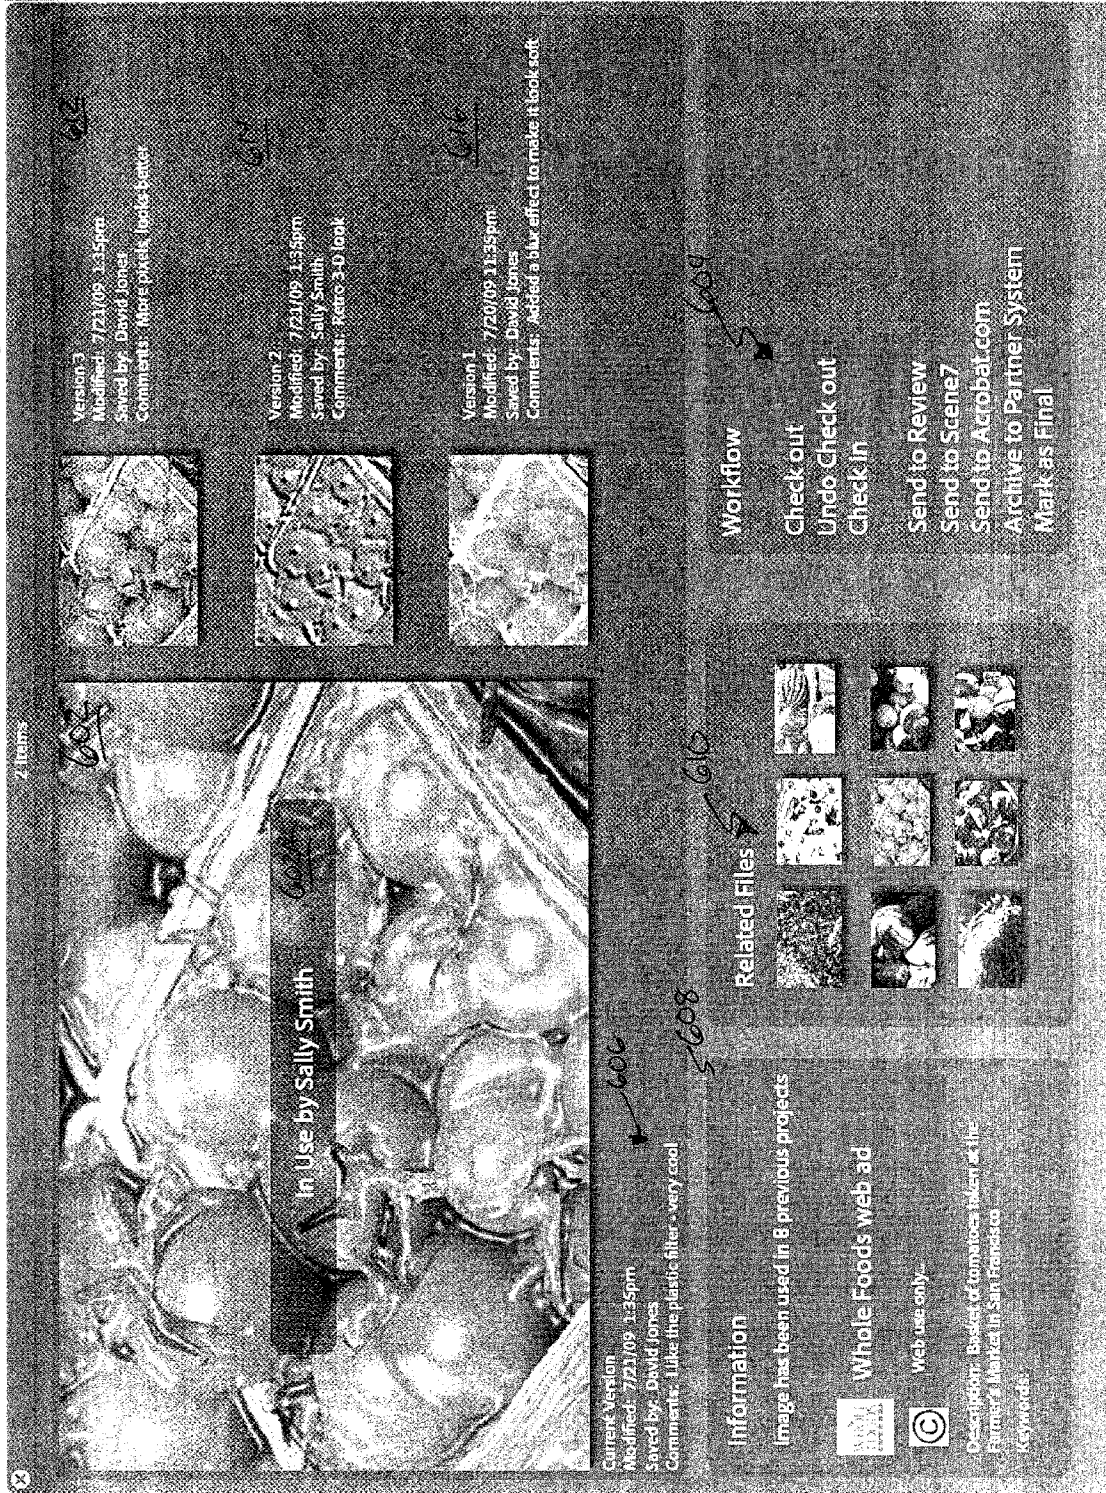 2 items
602
In Use by Sally Smith
Current Version
Modified: 7/21/09 1:35pm
Saved by: David Jones
Comments: Like the plastic filter - very cool
606
Version 3
Modified: 7/21/09 1:35pm
Saved by: David Jones
Comments: More pixels, looks better
612
Version 2
Modified: 7/21/09 1:35pm
Saved by: Sally Smith
Comments: Retro 3-D look
614
Version 1
Modified: 7/20/09 11:35pm
Saved by: David Jones
Comments: Added a blur effect to make it look soft
616
608
Information
Image has been used in 8 previous projects
Whole Foods web ad
©
Web use only...
Description: Basket of tomatoes taken at the
Farmer's Market in San Francisco
Keywords:
Related Files
610
Workflow
604
Check out
Undo Check out
Check In
Send to Review
Send to Scene7
Send to Acrobat.com
Archive to Partner System
Mark as Final